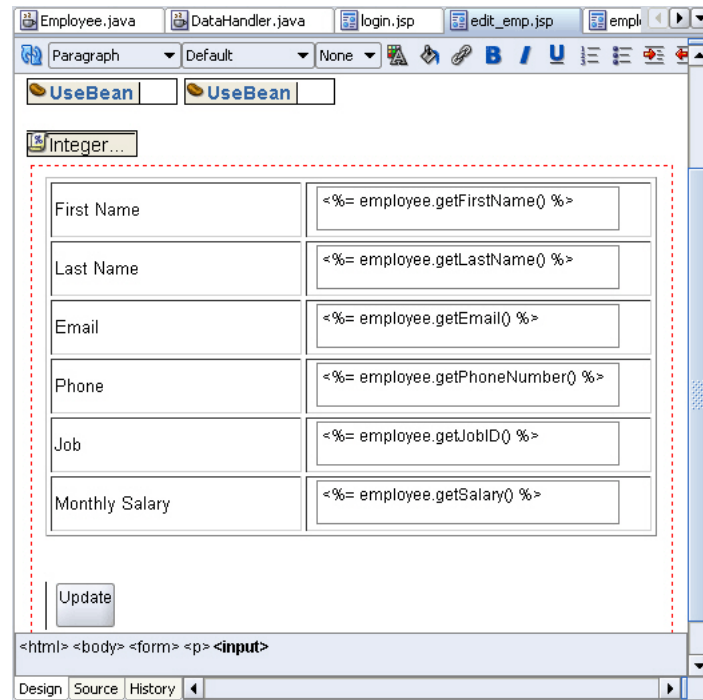 Employee.java DataHandler.java login.jsp edit_emp.jsp empl
Paragraph Default None B I U
UseBean UseBean
Integer...
First Name <%= employee.getFirstName() %>
Last Name <%= employee.getLastName() %>
Email <%= employee.getEmail() %>
Phone <%= employee.getPhoneNumber() %>
Job <%= employee.getJobID() %>
Monthly Salary <%= employee.getSalary() %>
Update
<html> <body> <form> <p> <input>
Design Source History